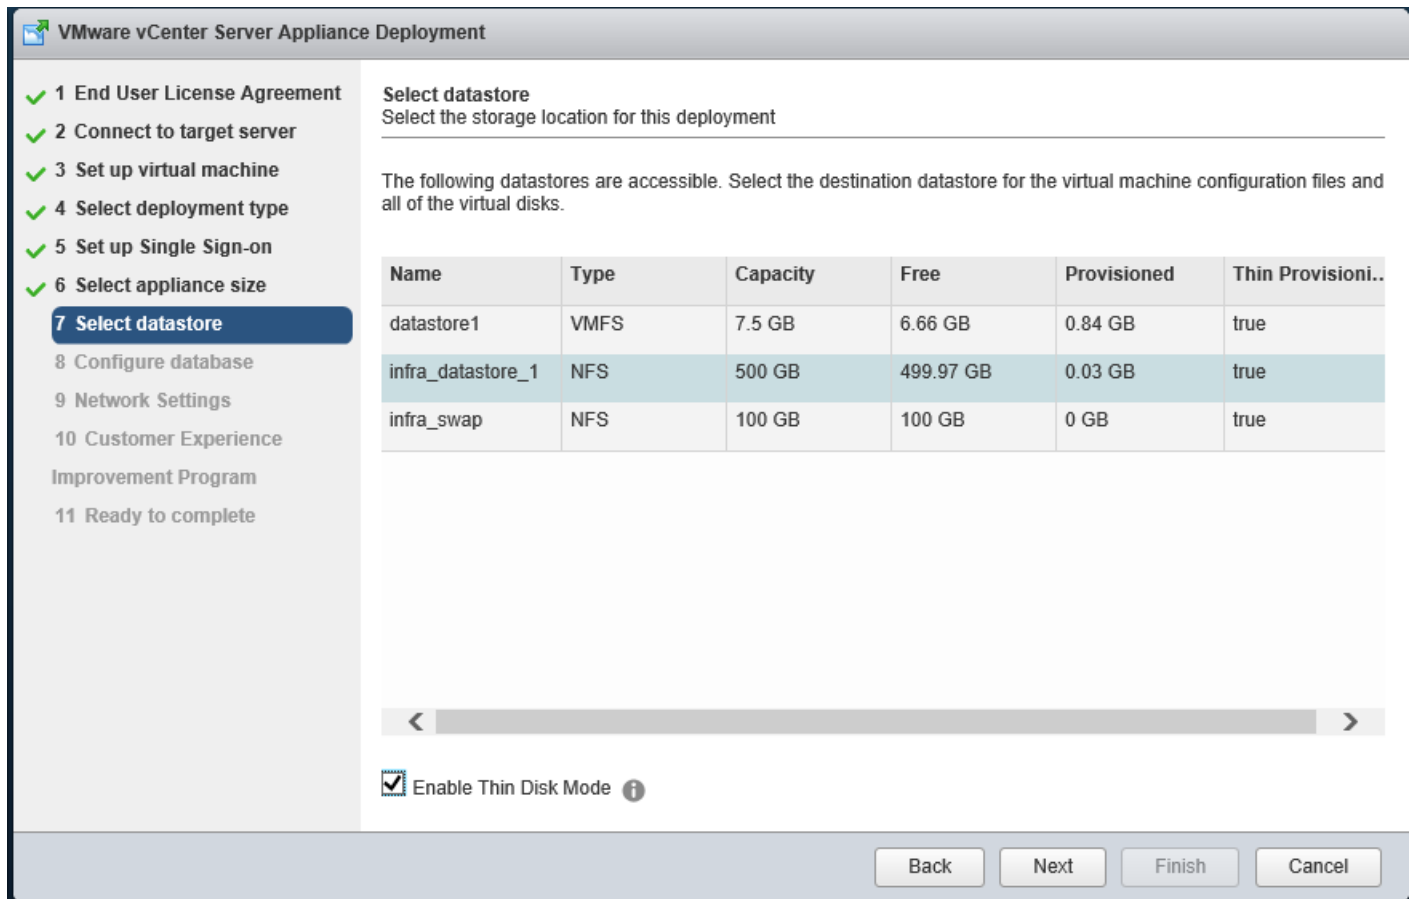 VMware vCenter Server Appliance Deployment
1 End User License Agreement
2 Connect to target server
3 Set up virtual machine
4 Select deployment type
5 Set up Single Sign-on
6 Select appliance size
7 Select datastore
8 Configure database
9 Network Settings
10 Customer Experience
Improvement Program
11 Ready to complete
Select datastore
Select the storage location for this deployment
The following datastores are accessible. Select the destination datastore for the virtual machine configuration files and
all of the virtual disks.
Name Type Capacity Free Provisioned Thin Provisioni..
datastore1 VMFS 7.5 GB 6.66 GB 0.84 GB true
infra_datastore_1 NFS 500 GB 499.97 GB 0.03 GB true
infra_swap NFS 100 GB 100 GB 0 GB true
Enable Thin Disk Mode
Back Next Finish Cancel